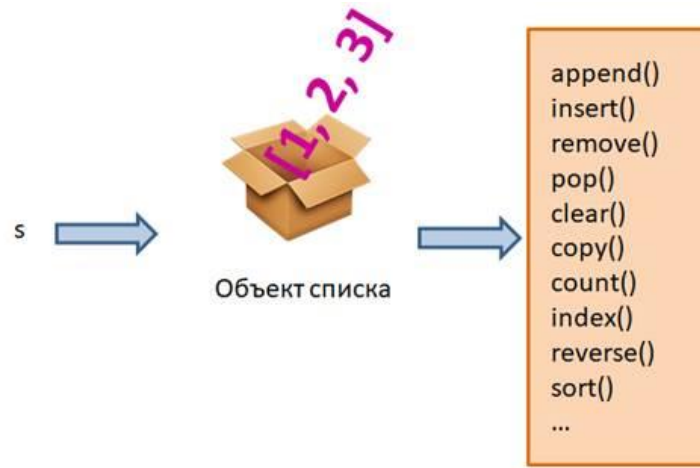 [1, 2, 3]
s
Объект списка
append()
insert()
remove()
pop()
clear()
copy()
count()
index()
reverse()
sort()
...